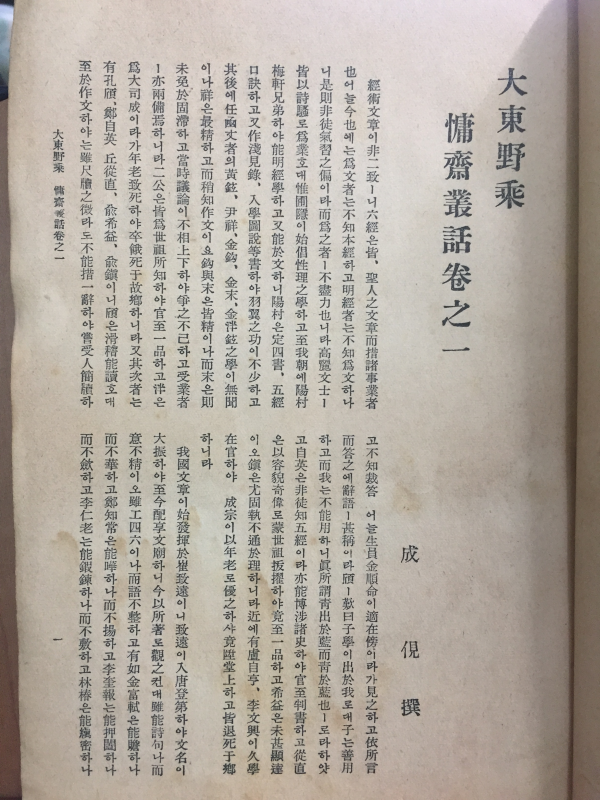 大東野乘
慵齋叢話卷之一
成俔撰
經術文章이非二致ㅣ니六經은皆、聖人之文章而措諸事業者
也어늘今也에는爲文者는不知本經하고明經者는不知爲文하나
니是則非徒氣習之偏이라而爲之者ㅣ不盡力也니라高麗文士ㅣ
皆以詩騷로爲業호대惟圃隱이始倡性理之學하고至我朝에陽村
梅軒兄弟하야能明經學하고又能於文하니陽村은定四書、五經
口訣하고又作淺見錄、入學圖說等書하야羽翼之功이不少하고
其後에任師丈者의黃鉉、尹祥、金鉤、金末、金泮鉉之學이無聞
이나祥은最精하고而稍知作文이요鉤與末은皆精이나而末은則
未免於固滯하고當時議論이不相上下하야爭之不已하고受業者
ㅣ亦兩備焉하니라二公은皆爲世祖所知하야官至一品하고泮은
爲大司成이라가年老致死하야卒餓死于故鄕하니라又其次者는
有孔頎、鄭自英、丘從直、兪希益、兪鎭이니頎은滑稽能讀호대
至於作文하야는雖尺牘之微라도不能措一辭하야嘗受人簡牘하
고不知裁答어늘生員金順命이適在傍이라가見之하고依所言
而答之에辭語ㅣ甚稱이라頎ㅣ歎曰子學이出於我로대子는善用
하고而我는不能用하니眞所謂靑出於藍而靑於藍也ㅣ로라하얏
고自英은非徒知五經이라亦能博涉諸史하야官至判書하고從直
은以容貌奇偉로蒙世祖拔擢하야竟至一品하고希益은未甚顯達
이오鎭은尤固執不通於理하니라近에有盧自亨、李文興이久學
在官하야 成宗이以年老로優之하사竟陞堂上하고皆退死于鄕
하니라
我國文章이始發揮於崔致遠이니致遠이入唐登第하야文名이
大振하야至今配享文廟하니今以所著로觀之컨대雖能詩句나而
意不精이오雖工四六이나而語不整하고有如金富軾은能贍하나
而不華하고鄭知常은能曄하나而不揚하고李奎報는能押闔하나
而不斂하고李仁老는能鍛鍊하나而不敷하고林椿은能縝密하나
大東野乘 慵齋叢話卷之一
一